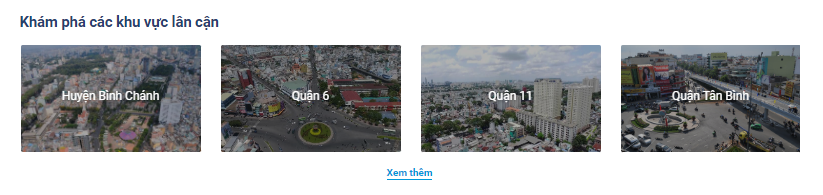 Khám phá các khu vực lân cận
Huyện Bình Chánh
Quận 6
Quận 11
Quận Tân Bình
Xem thêm